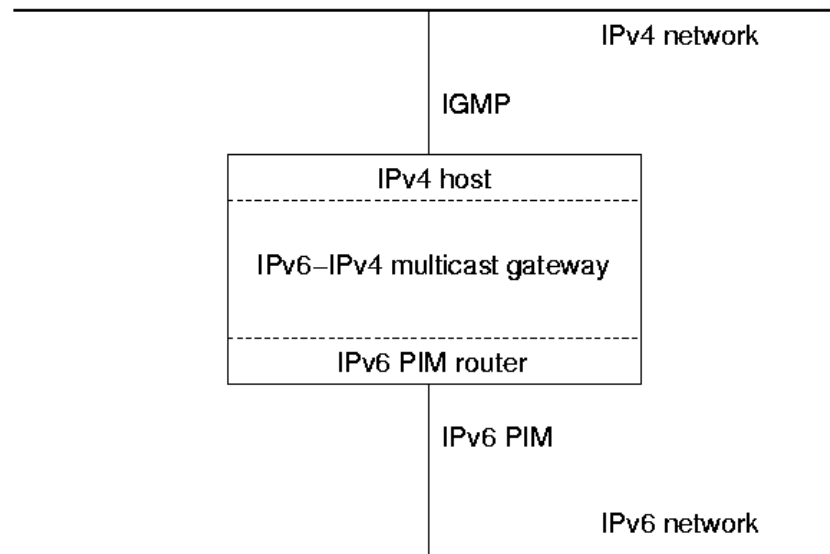 IPv4 network
IGMP
IPv4 host
IPv6–IPv4 multicast gateway
IPv6 PIM router
IPv6 PIM
IPv6 network